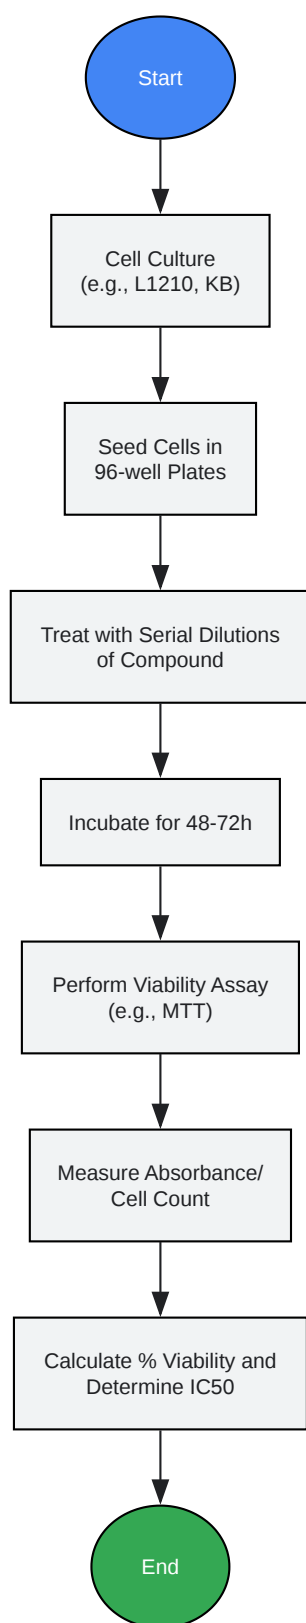 Start
Cell Culture
(e.g., L1210, KB)
Seed Cells in
96-well Plates
Treat with Serial Dilutions
of Compound
Incubate for 48-72h
Perform Viability Assay
(e.g., MTT)
Measure Absorbance/
Cell Count
Calculate % Viability and
Determine IC50
End